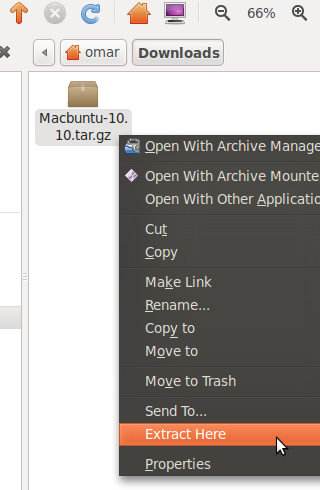 66%
omar
Downloads
Macbuntu-10.
10.tar.gz
Open With Archive Manage
Open With Archive Mounte
Open With Other Applicatio
Cut
Copy
Make Link
Rename...
Copy to
Move to
Move to Trash
Send To...
Extract Here
Properties